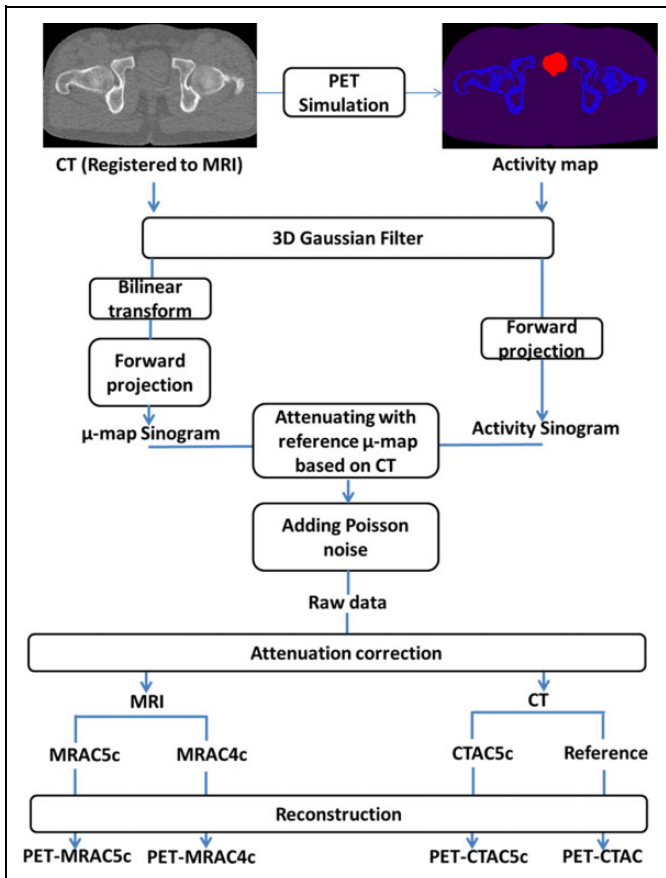 PET
Simulation
CT (Registered to MRI)
Activity map
3D Gaussian Filter
Bilinear
transform
Forward
projection
Forward
projection
μ-map Sinogram
Attenuating with
reference μ-map
based on CT
Activity Sinogram
Adding Poisson
noise
Raw data
Attenuation correction
MRI
CT
MRAC5c
MRAC4c
CTAC5c
Reference
Reconstruction
PET-MRAC5c
PET-MRAC4c
PET-CTAC5c
PET-CTAC